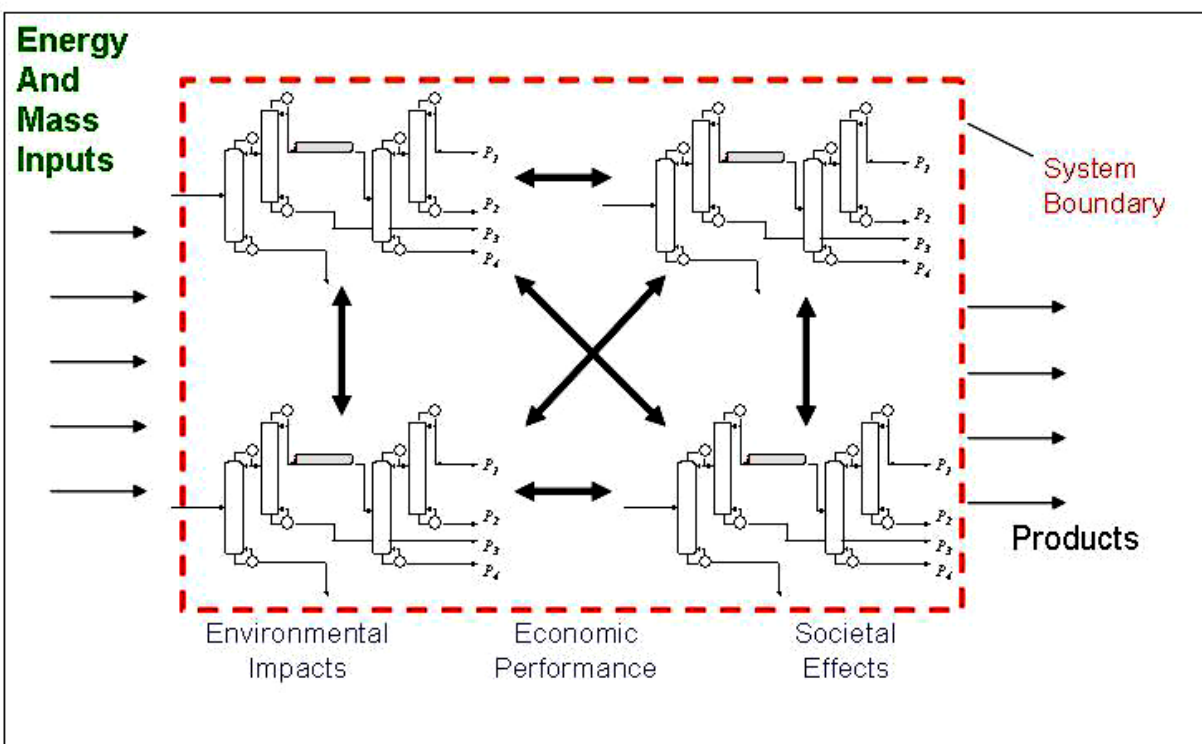 Energy
And
Mass
Inputs
P1
P2
P3
P4
P1
P2
P3
P4
System
Boundary
P1
P2
P3
P4
P1
P2
P3
P4
Products
Environmental
Impacts
Economic
Performance
Societal
Effects